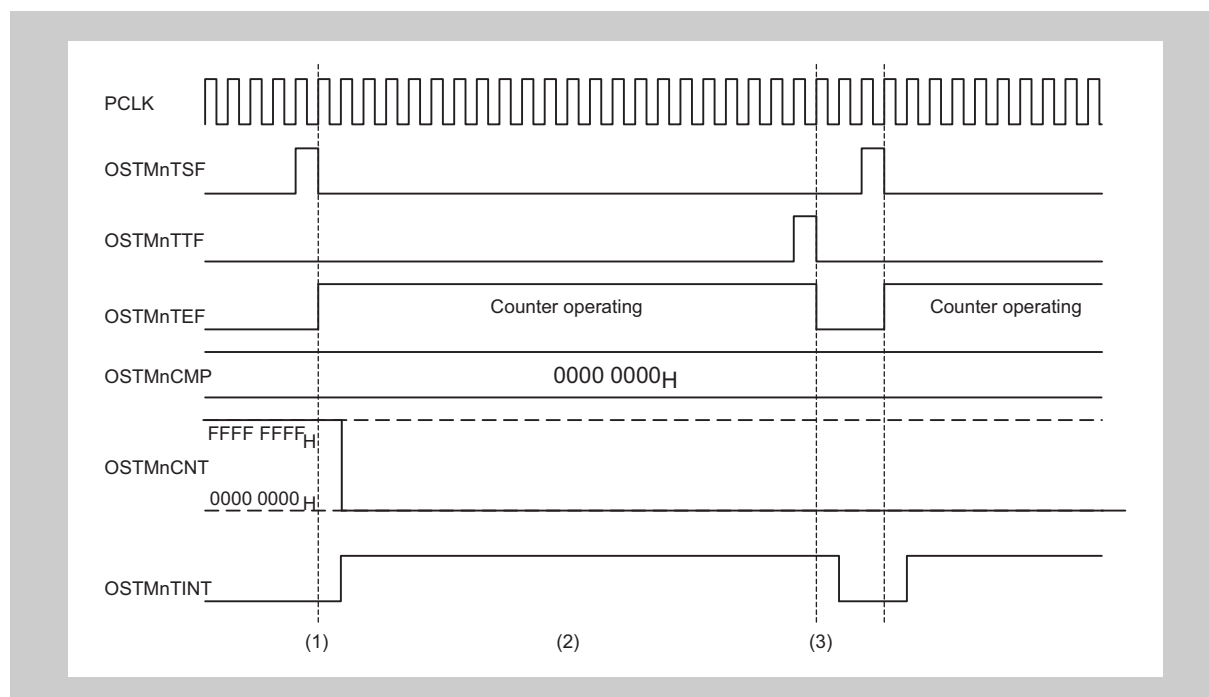 PCLK
OSTMnTSF
OSTMnTTF
OSTMnTEF
Counter operating
Counter operating
OSTMnCMP
0000 0000H
FFFF FFFFH
OSTMnCNT
0000 0000H
OSTMnTINT
(1)
(2)
(3)